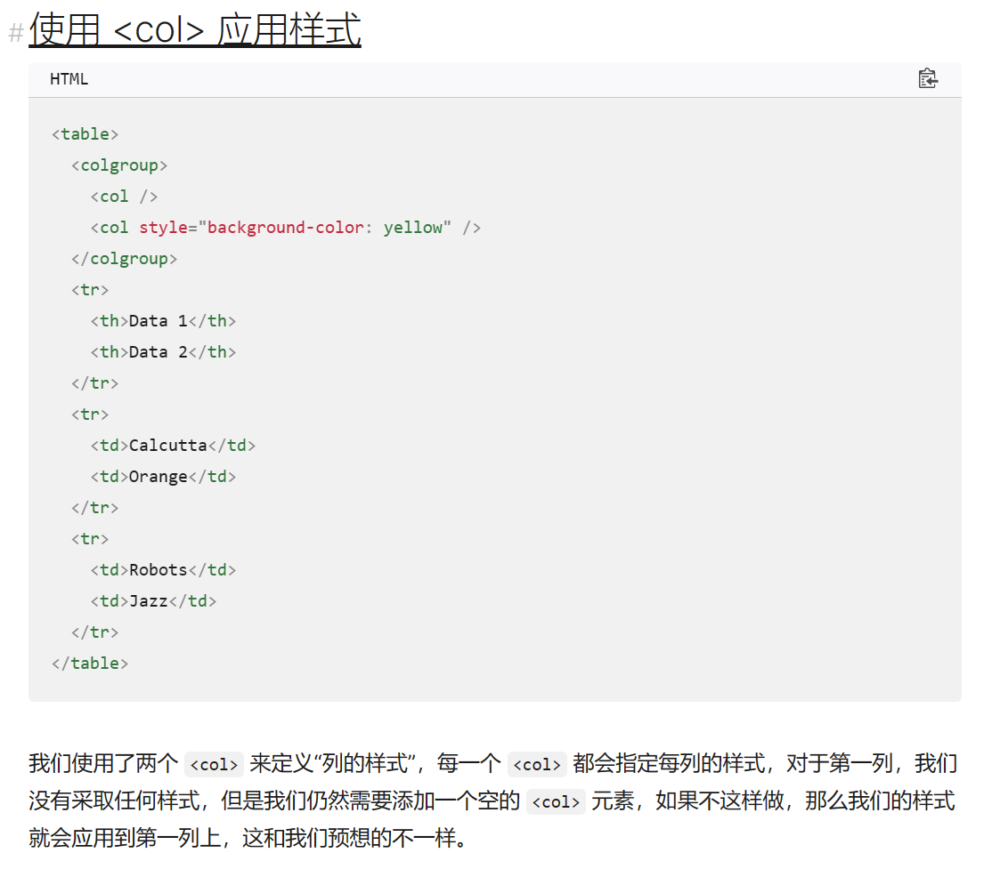 #使用 <col> 应用样式
HTML
<table>
  <colgroup>
    <col />
    <col style="background-color: yellow" />
  </colgroup>
  <tr>
    <th>Data 1</th>
    <th>Data 2</th>
  </tr>
  <tr>
    <td>Calcutta</td>
    <td>Orange</td>
  </tr>
  <tr>
    <td>Robots</td>
    <td>Jazz</td>
  </tr>
</table>
我们使用了两个 <col> 来定义“列的样式”，每一个 <col> 都会指定每列的样式，对于第一列，我们
没有采取任何样式，但是我们仍然需要添加一个空的 <col> 元素，如果不这样做，那么我们的样式
就会应用到第一列上，这和我们预想的不一样。